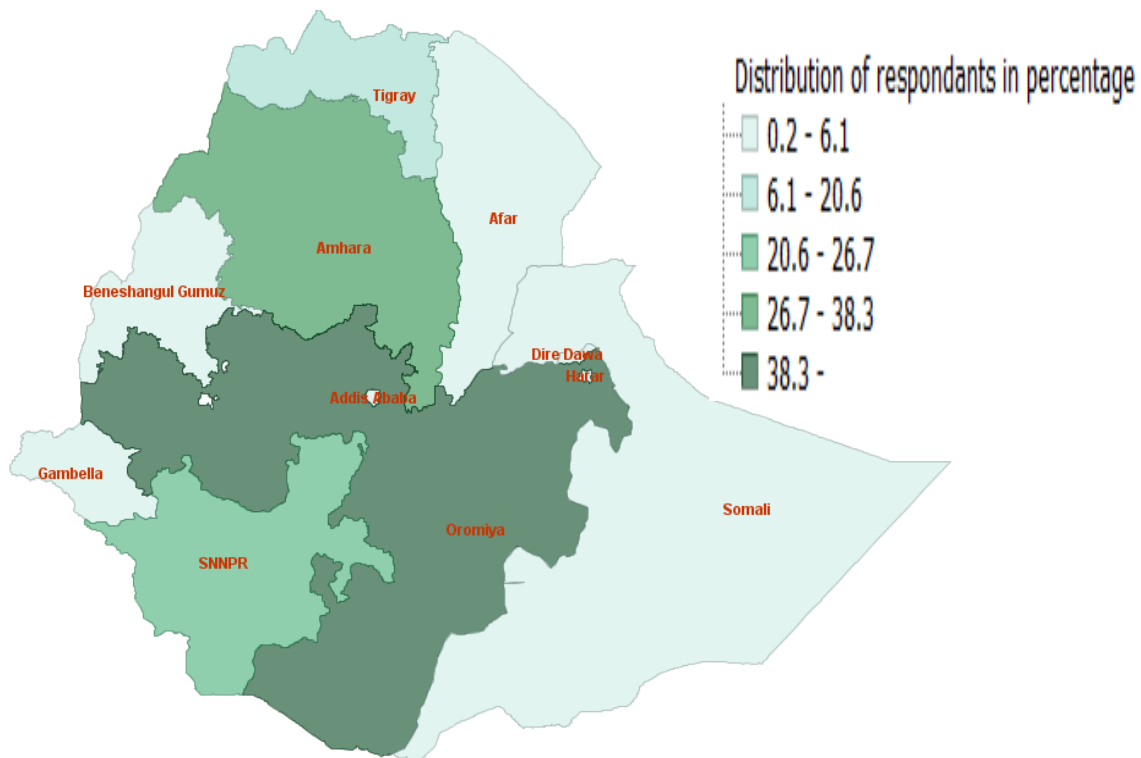 Distribution of respondants in percentage
0.2 - 6.1
6.1 - 20.6
20.6 - 26.7
26.7 - 38.3
38.3 -
Tigray
Afar
Amhara
Beneshangul Gumuz
Dire Dawa
Harar
Addis Ababa
Gambella
Somali
Oromiya
SNNPR